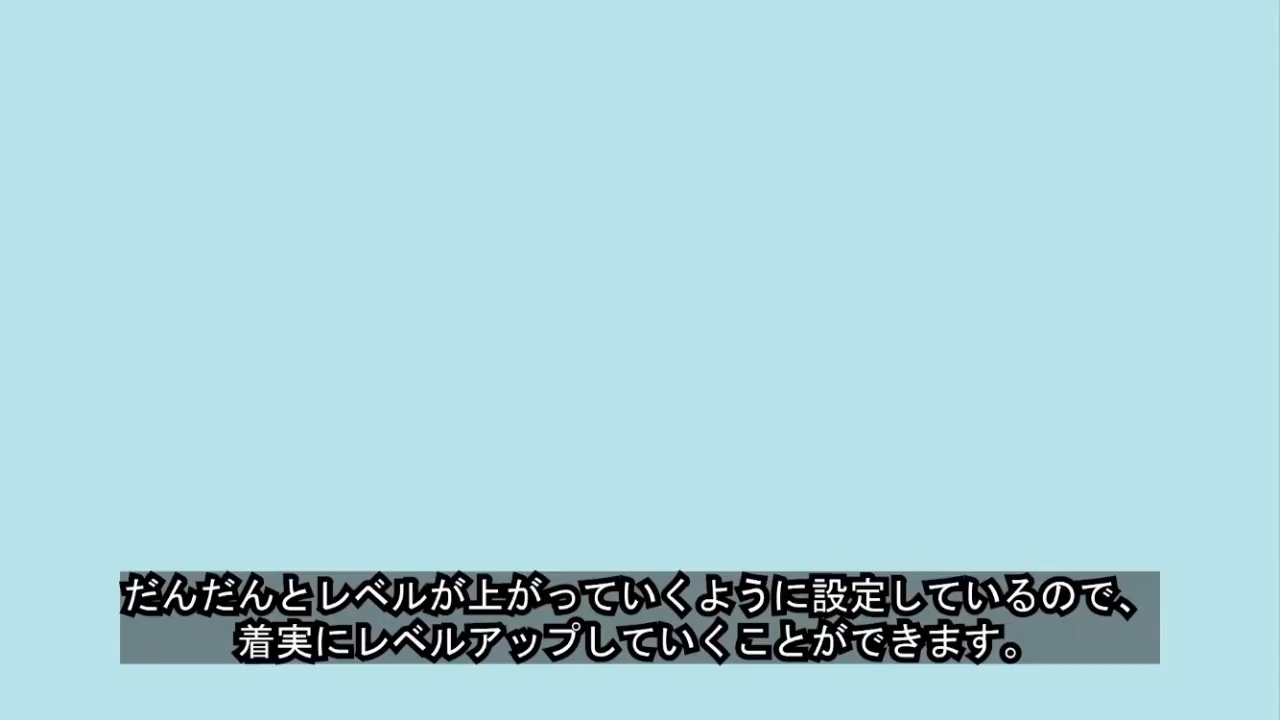 だんだんとレベルが上がっていくように設定しているので、
着実にレベルアップしていくことができます。